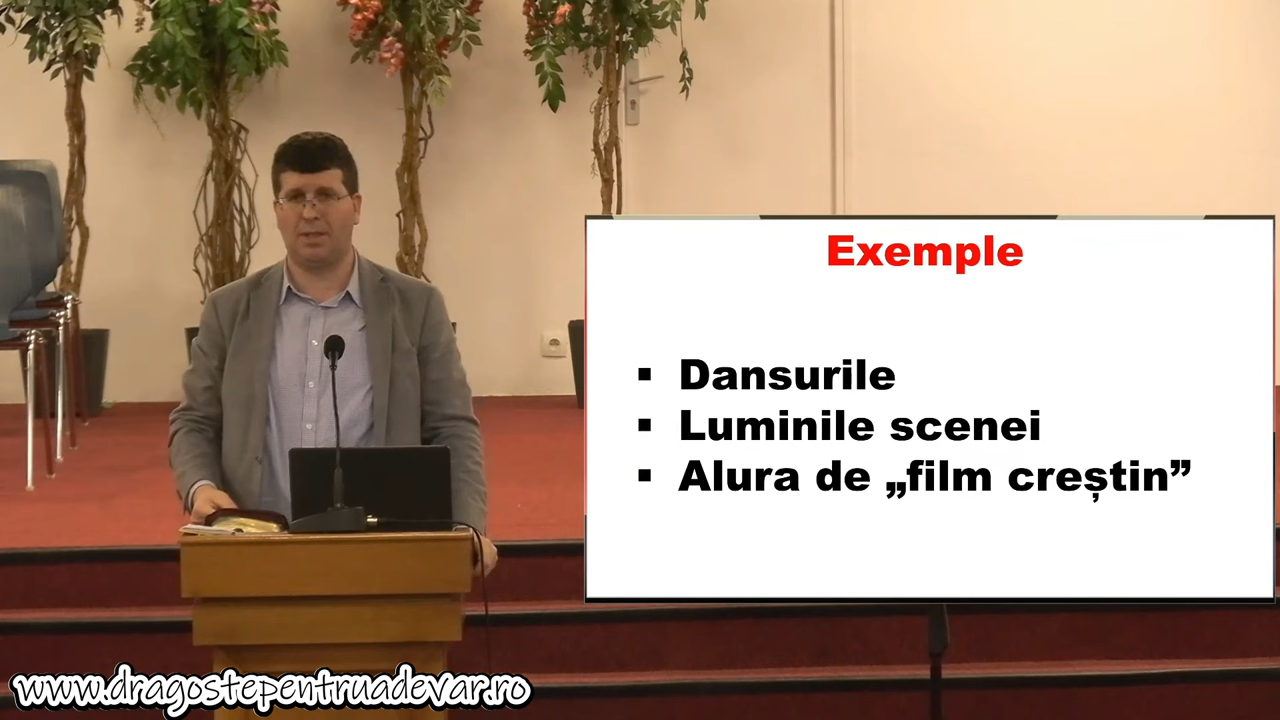 Exemple
▪ Dansurile
▪ Luminile scenei
▪ Alura de „film creștin”
www.dragostepentruadevar.ro